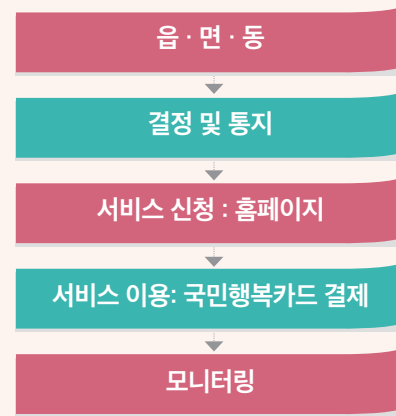 읍 · 면 · 동
결정 및 통지
서비스 신청 : 홈페이지
서비스 이용: 국민행복카드 결제
모니터링